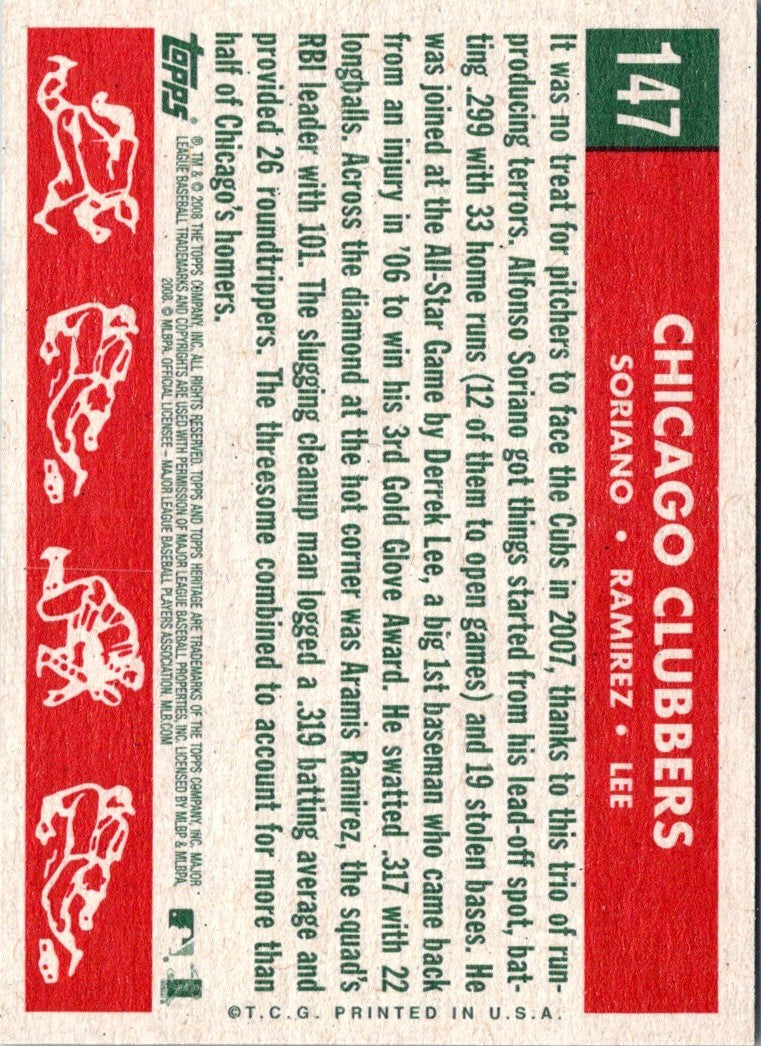 147
CHICAGO CLUBBERS
SORIANO • RAMIREZ • LEE
It was no treat for pitchers to face the Cubs in 2007, thanks to this trio of run-
producing terrors. Alfonso Soriano got things started from his lead-off spot, bat-
ting .299 with 33 home runs (12 of them to open games) and 19 stolen bases. He
was joined at the All-Star Game by Derrek Lee, a big 1st baseman who came back
from an injury in '06 to win his 3rd Gold Glove Award. He swatted .317 with 22
longballs. Across the diamond at the hot corner was Aramis Ramirez, the squad's
RBI leader with 101. The slugging cleanup man logged a .319 batting average and
provided 26 roundtrippers. The threesome combined to account for more than
half of Chicago's homers.
©T.C.G. PRINTED IN U.S.A.
topps
®, TM & © 2008 THE TOPPS COMPANY, INC. ALL RIGHTS RESERVED. TOPPS AND TOPPS HERITAGE ARE TRADEMARKS OF THE TOPPS COMPANY, INC. MAJOR
LEAGUE BASEBALL TRADEMARKS AND COPYRIGHTS ARE USED WITH PERMISSION OF MAJOR LEAGUE BASEBALL PROPERTIES, INC. LICENSED BY MLBP & MLBPA.
2008. © MLBPA. OFFICIAL LICENSEE – MAJOR LEAGUE BASEBALL PLAYERS ASSOCIATION. MLB.COM